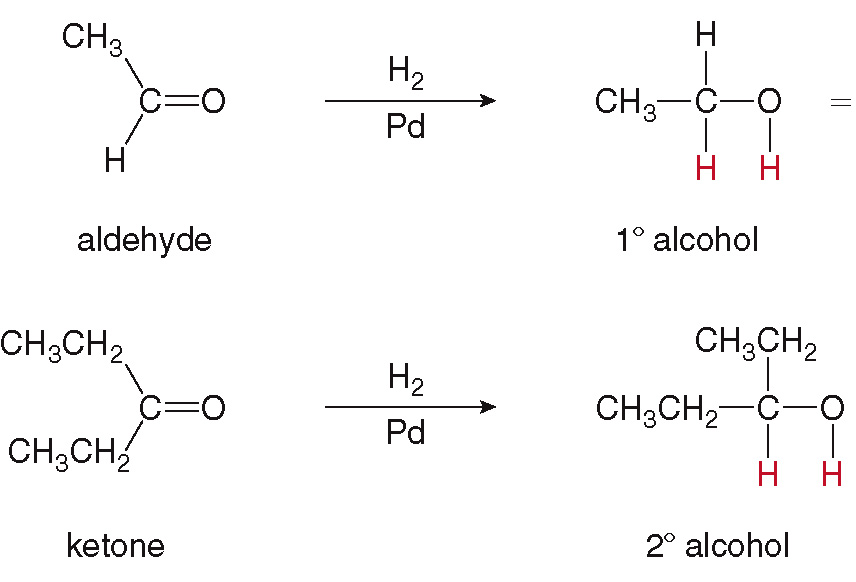 CH₃
C=O
H
H₂
Pd
H
CH₃—C—O =
H H
aldehyde
1° alcohol
CH₃CH₂
C=O
CH₃CH₂
H₂
Pd
CH₃CH₂
CH₃CH₂—C—O
H H
ketone
2° alcohol